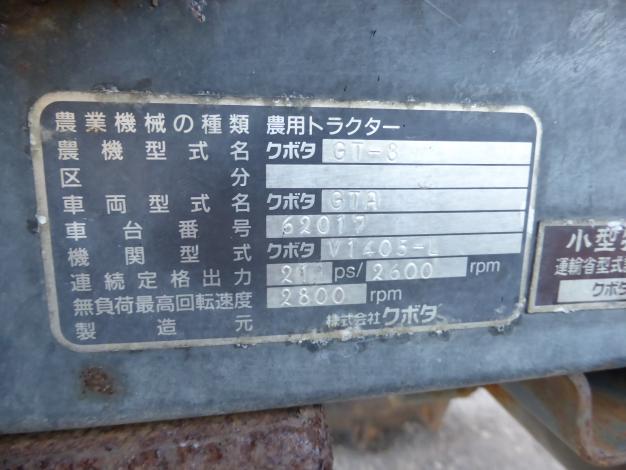 農業機械の種類 農用トラクター
農機型式名 クボタ GT-8
区分
車両型式名 クボタ GTA
車台番号 62017
機関型式 クボタ V1405-L
連続定格出力 21 ps/2600 rpm
無負荷最高回転速度 2800 rpm
製造元 株式会社クボタ
小型
運輸省型式
クボ